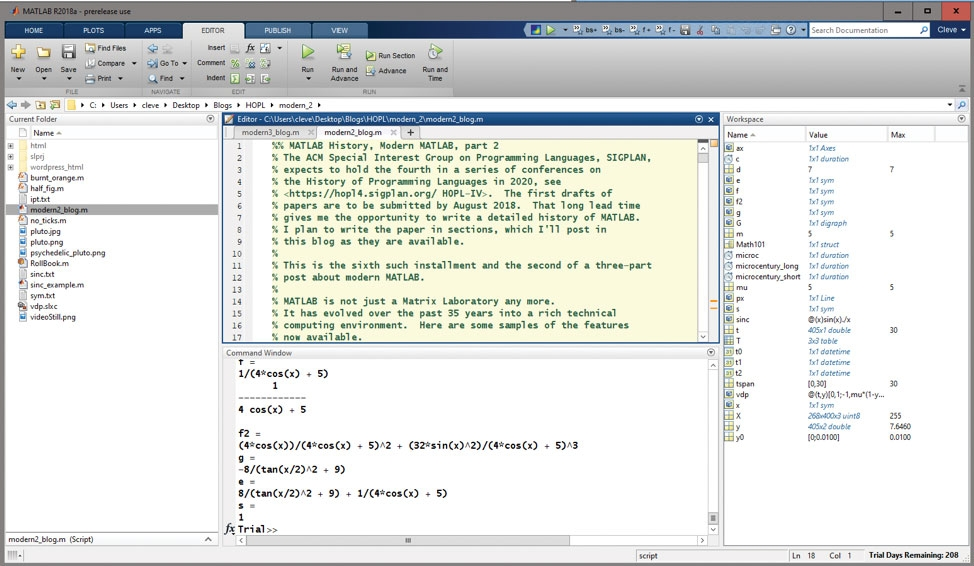 MATLAB R2018a - prerelease use
HOME PLOTS APPS EDITOR PUBLISH VIEW
bs+ bs- f+ f- Search Documentation Cleve
New Open Save
Find Files
Compare
Print
Go To
Find
Insert
Comment
Indent
fx
Run
Run and Advance
Run Section
Advance
Run and Time
FILE NAVIGATE EDIT RUN
C: Users cleve Desktop Blogs HOPL modern_2
Current Folder
Name
html
slprj
wordpress_html
burnt_orange.m
half_fig.m
ipt.txt
modern2_blog.m
no_ticks.m
pluto.jpg
pluto.png
psychedelic_pluto.png
RollBook.m
sinc.txt
sinc_example.m
sym.txt
vdp.slxc
videoStill.png
modern2_blog.m (Script)
Editor - C:\Users\cleve\Desktop\Blogs\HOPL\modern_2\modern2_blog.m
modern3_blog.m modern2_blog.m +
1 %% MATLAB History, Modern MATLAB, part 2
2 % The ACM Special Interest Group on Programming Languages, SIGPLAN,
3 % expects to hold the fourth in a series of conferences on
4 % the History of Programming Languages in 2020, see
5 % <https://hopl4.sigplan.org/ HOPL-IV>. The first drafts of
6 % papers are to be submitted by August 2018. That long lead time
7 % gives me the opportunity to write a detailed history of MATLAB.
8 % I plan to write the paper in sections, which I'll post in
9 % this blog as they are available.
10 %
11 % This is the sixth such installment and the second of a three-part
12 % post about modern MATLAB.
13 %
14 % MATLAB is not just a Matrix Laboratory any more.
15 % It has evolved over the past 35 years into a rich technical
16 % computing environment. Here are some samples of the features
17 % now available.
Command Window
f =
1/(4*cos(x) + 5)
1
------------
4 cos(x) + 5
f2 =
(4*cos(x))/(4*cos(x) + 5)^2 + (32*sin(x)^2)/(4*cos(x) + 5)^3
g =
-8/(tan(x/2)^2 + 9)
e =
8/(tan(x/2)^2 + 9) + 1/(4*cos(x) + 5)
s =
1
fx Trial>>
Workspace
Name Value Max
ax 1x1 Axes
c 1x1 duration
d 7 7
e 1x1 sym
f 1x1 sym
f2 1x1 sym
g 1x1 sym
G 1x1 digraph
m 5 5
Math101 1x1 struct
microc 1x1 duration
microcentury_long 1x1 duration
microcentury_short 1x1 duration
mu 5 5
px 1x1 Line
s 1x1 sym
sinc @(x)sin(x)./x
t 405x1 double 30
T 3x3 table
t0 1x1 datetime
t1 1x1 datetime
t2 1x1 datetime
tspan [0,30] 30
vdp @(t,y)[0,1;-1,mu*(1-y...
x 1x1 sym
X 268x400x3 uint8 255
y 405x2 double 7.6460
y0 [0;0.0100] 0.0100
script Ln 18 Col 1 Trial Days Remaining: 208